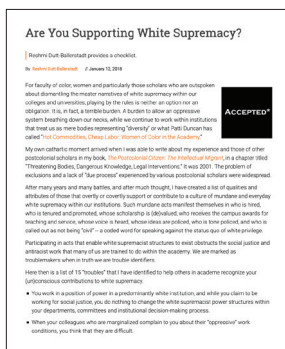 Are You Supporting White Supremacy?
Reshmi Dutt-Ballerstadt provides a checklist.
By Reshmi Dutt-Ballerstadt // January 12, 2018
For faculty of color, women and particularly those scholars who are outspoken
about dismantling the master narratives of white supremacy within our
colleges and universities, playing by the rules is neither an option nor an
obligation. It is, in fact, a terrible burden. A burden to allow an oppressive
system breathing down our necks, while we continue to work within institutions
that treat us as mere bodies representing "diversity" or what Patti Duncan has
called "Hot Commodities, Cheap Labor: Women of Color in the Academy."
ACCEPTED*
My own cathartic moment arrived when I was able to write about my experience and those of other
postcolonial scholars in my book, The Postcolonial Citizen: The Intellectual Migrant, in a chapter titled
"Threatening Bodies, Dangerous Knowledge, Legal Interventions." It was 2001. The problem of
exclusions and a lack of "due process" experienced by various postcolonial scholars were widespread.
After many years and many battles, and after much thought, I have created a list of qualities and
attributes of those that overtly or covertly support or contribute to a culture of mundane and everyday
white supremacy within our institutions. Such mundane acts manifest themselves in who is hired,
who is tenured and promoted, whose scholarship is (de)valued, who receives the campus awards for
teaching and service, whose voice is heard, whose ideas are policed, who is tone policed, and who is
called out as not being "civil" – a coded word for speaking against the status quo of white privilege.
Participating in acts that enable white supremacist structures to exist obstructs the social justice and
antiracist work that many of us are trained to do within the academy. We are marked as
troublemakers when in truth we are trouble identifiers.
Here then is a list of 15 "troubles" that I have identified to help others in academe recognize your
(un)conscious contributions to white supremacy.
• You work in a position of power in a predominantly white institution, and while you claim to be
working for social justice, you do nothing to change the white supremacist power structures within
your departments, committees and institutional decision-making process.
• When your colleagues who are marginalized complain to you about their "oppressive" work
conditions, you think that they are difficult.